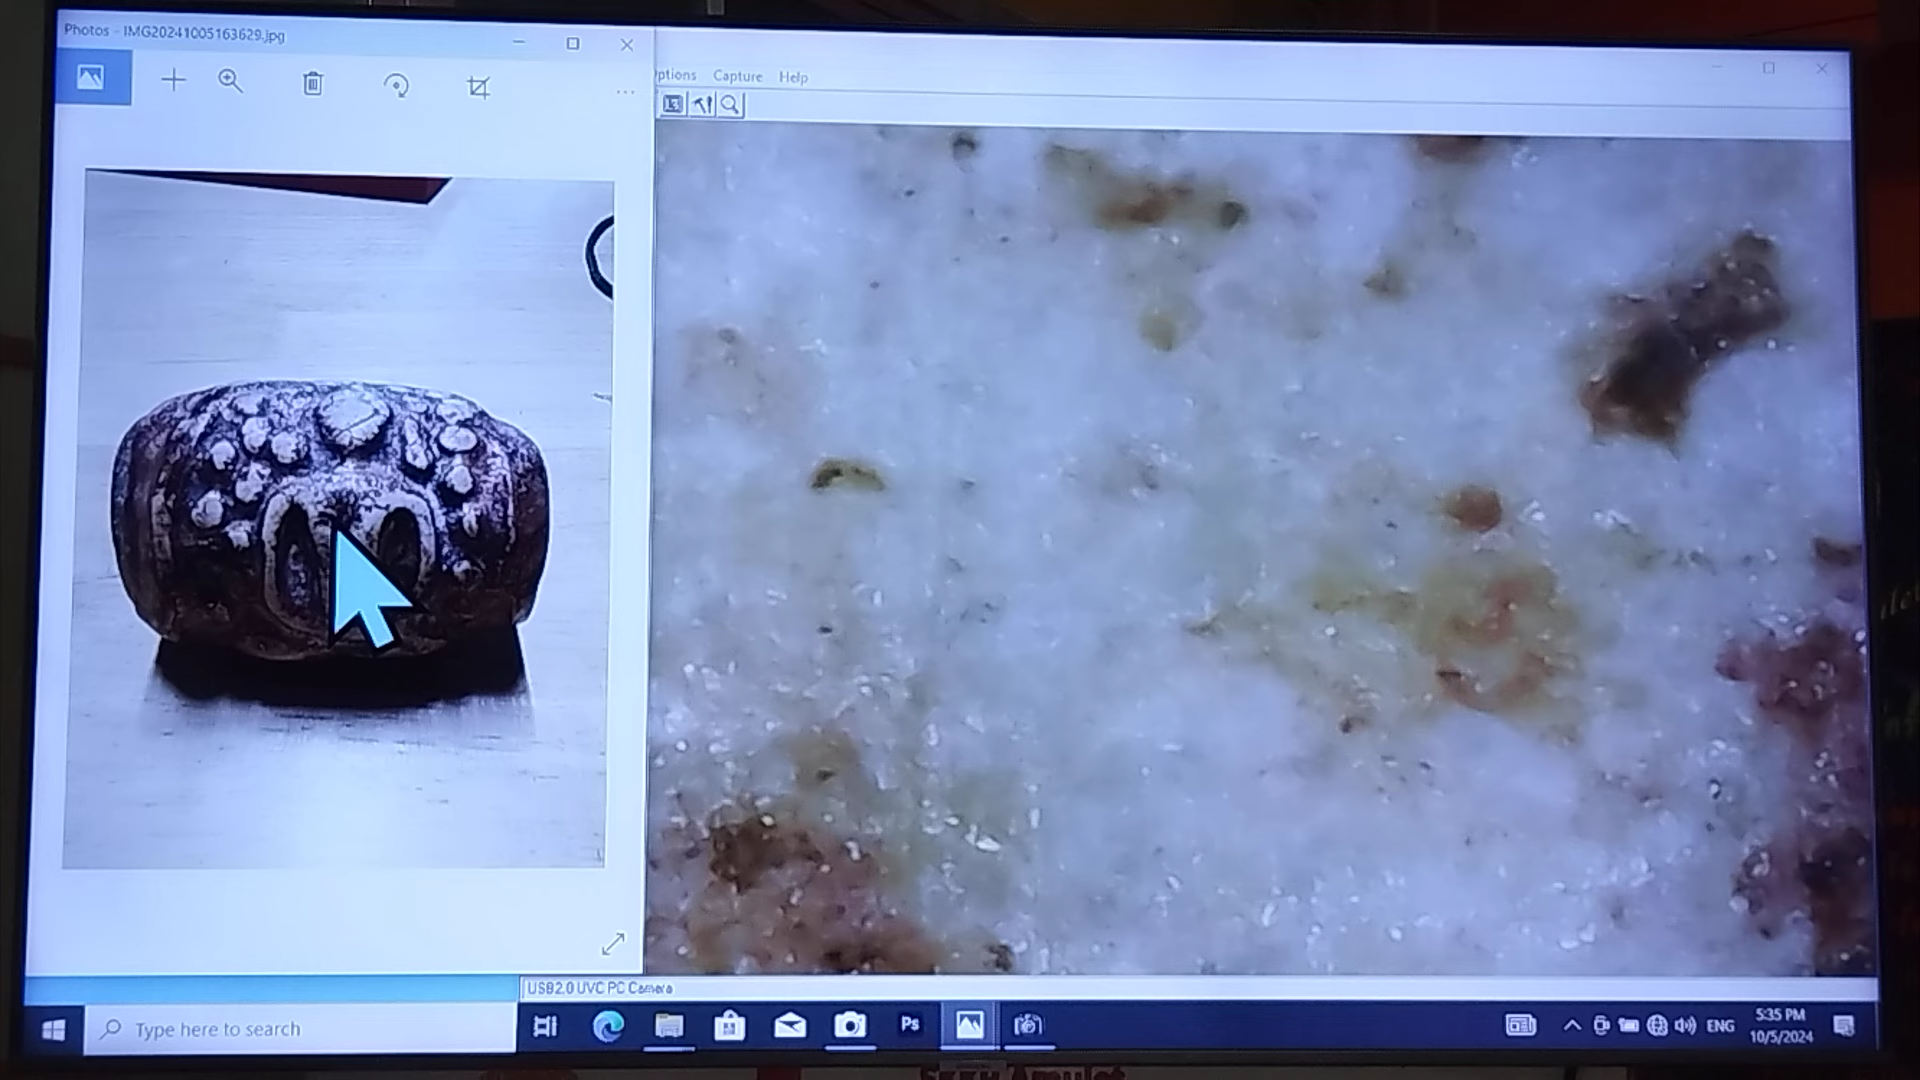 Photos - IMG20241005163629.jpg
ptions Capture Help
USB2.0 UVC PC Camera
Type here to search
Ps
ENG
5:35 PM
10/5/2024
Amulet